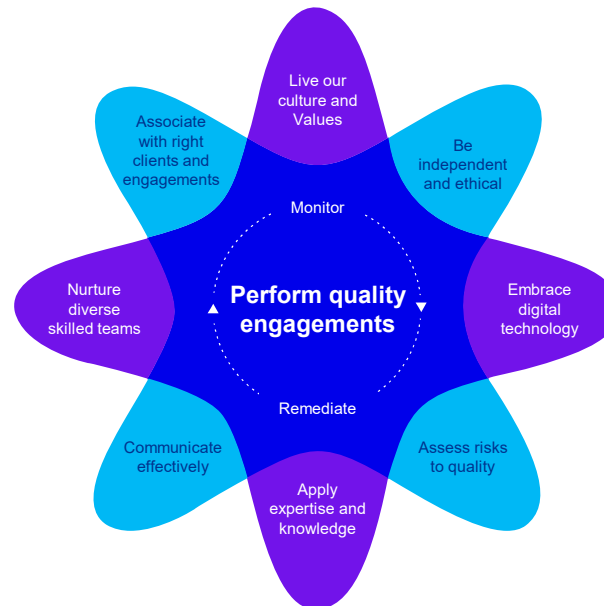 Live our
culture and
Values
Associate
with right
clients and
engagements
Be
independent
and ethical
Monitor
Nurture
diverse
skilled teams
Perform quality
engagements
Embrace
digital
technology
Remediate
Communicate
effectively
Assess risks
to quality
Apply
expertise and
knowledge